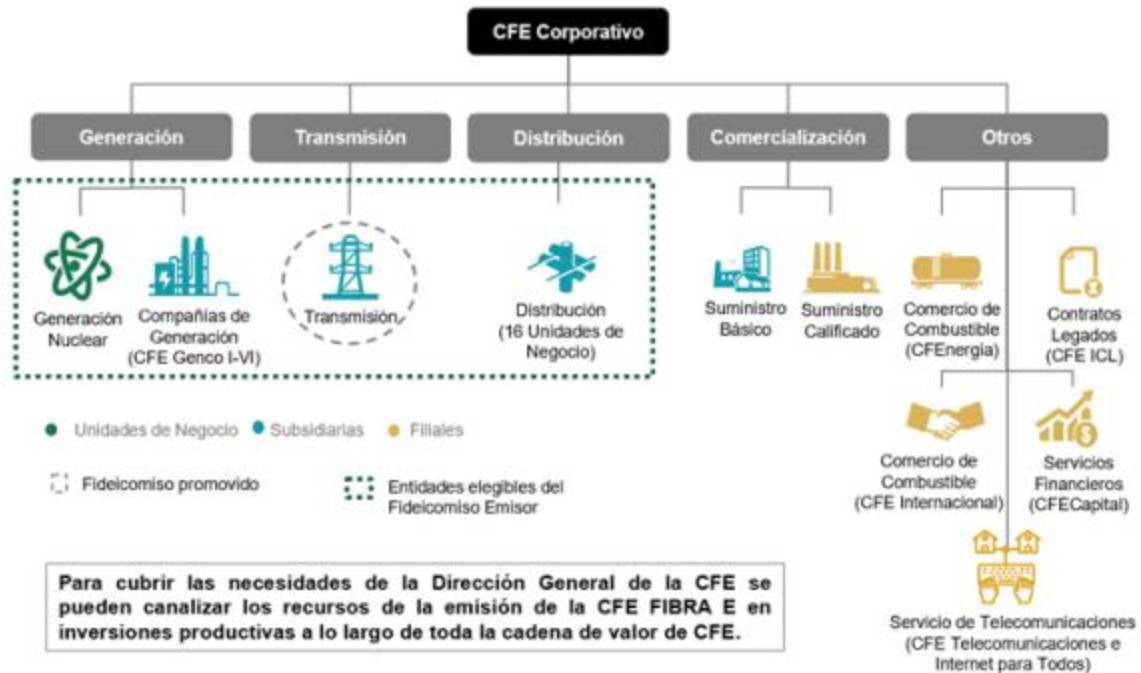 CFE Corporativo
Generación
Transmisión
Distribución
Comercialización
Otros
Generación
Nuclear
Compañías de
Generación
(CFE Genco I-VI)
Transmisión
Distribución
(16 Unidades de
Negocio)
Suministro
Básico
Suministro
Calificado
Comercio de
Combustible
(CFEnergía)
Contratos
Legados
(CFE ICL)
Comercio de
Combustible
(CFE Internacional)
Servicios
Financieros
(CFECapital)
Servicio de Telecomunicaciones
(CFE Telecomunicaciones e
Internet para Todos)
Unidades de Negocio
Subsidiarias
Filiales
Fideicomiso promovido
Entidades elegibles del
Fideicomiso Emisor
Para cubrir las necesidades de la Dirección General de la CFE se
pueden canalizar los recursos de la emisión de la CFE FIBRA E en
inversiones productivas a lo largo de toda la cadena de valor de CFE.